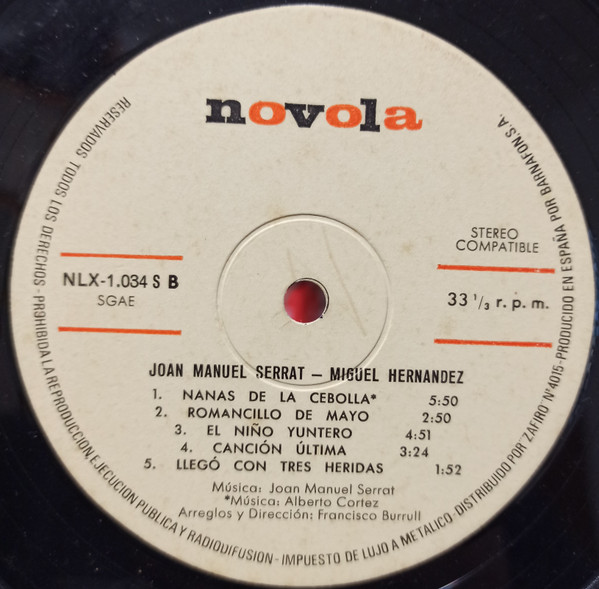 novola
STEREO
COMPATIBLE
NLX-1.034 S B
SGAE
33 1/3 r. p. m.
JOAN MANUEL SERRAT – MIGUEL HERNANDEZ
1. NANAS DE LA CEBOLLA* 5:50
2. ROMANCILLO DE MAYO 2:50
3. EL NIÑO YUNTERO 4:51
4. CANCIÓN ÚLTIMA 3:24
5. LLEGÓ CON TRES HERIDAS 1:52
Música: Joan Manuel Serrat
*Música: Alberto Cortez
Arreglos y Dirección: Francisco Burrull
RESERVADOS TODOS LOS DERECHOS - PROHIBIDA LA REPRODUCCION EJECUCION PUBLICA Y RADIODIFUSION - IMPUESTO DE LUJO A METALICO - DISTRIBUIDO POR ZAFIRO Nº 4015 - PRODUCIDO EN ESPAÑA POR BARNAFON, S. A.